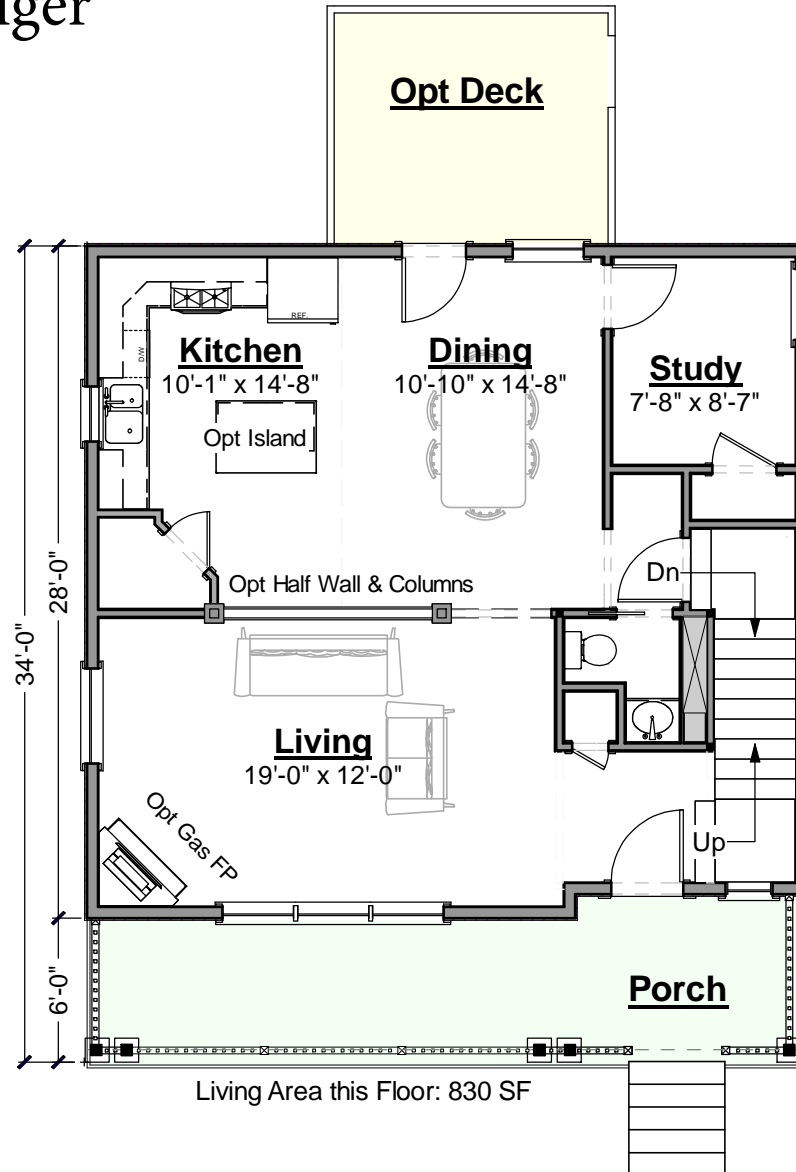 Opt Deck
REF.
D/W
Kitchen
10'-1" x 14'-8"
Dining
10'-10" x 14'-8"
Study
7'-8" x 8'-7"
Opt Island
Opt Half Wall & Columns
Dn
28'-0"
34'-0"
Living
19'-0" x 12'-0"
Opt Gas FP
Up
6'-0"
Porch
Living Area this Floor: 830 SF